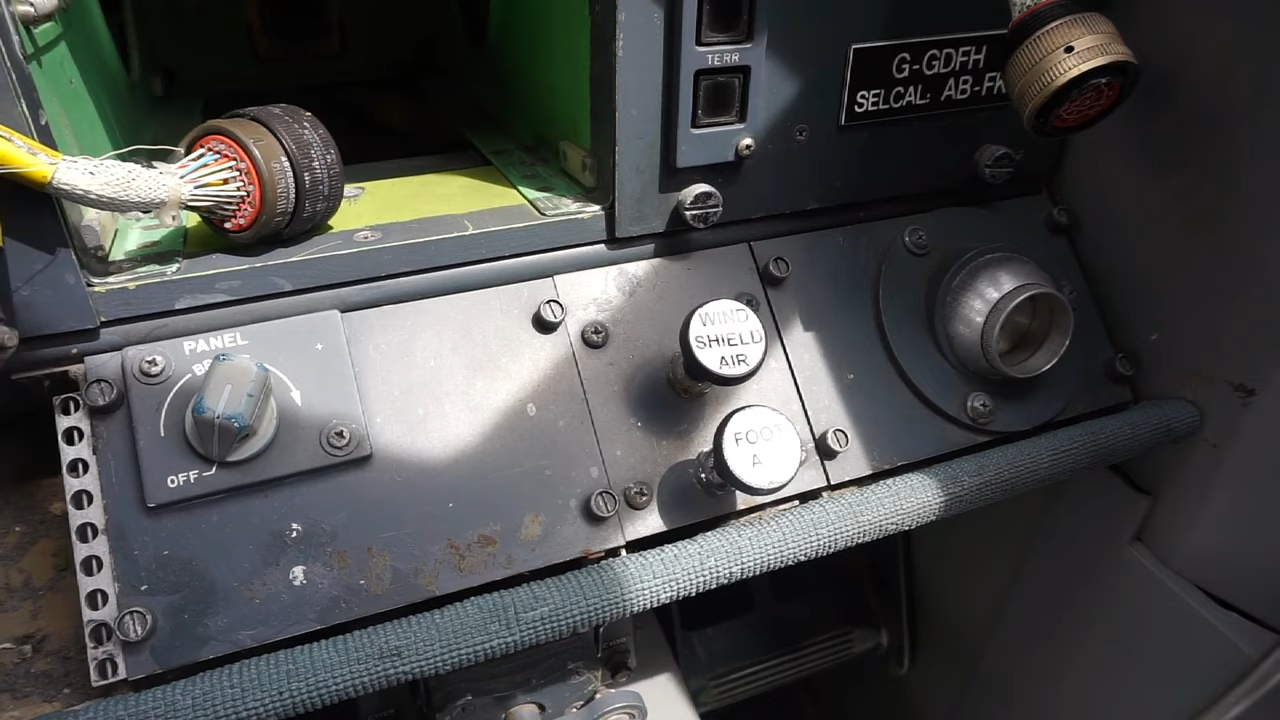 TERR
G-GDFH
SELCAL: AB-FK
PANEL
OFF
WIND
SHIELD
AIR
FOOT
A